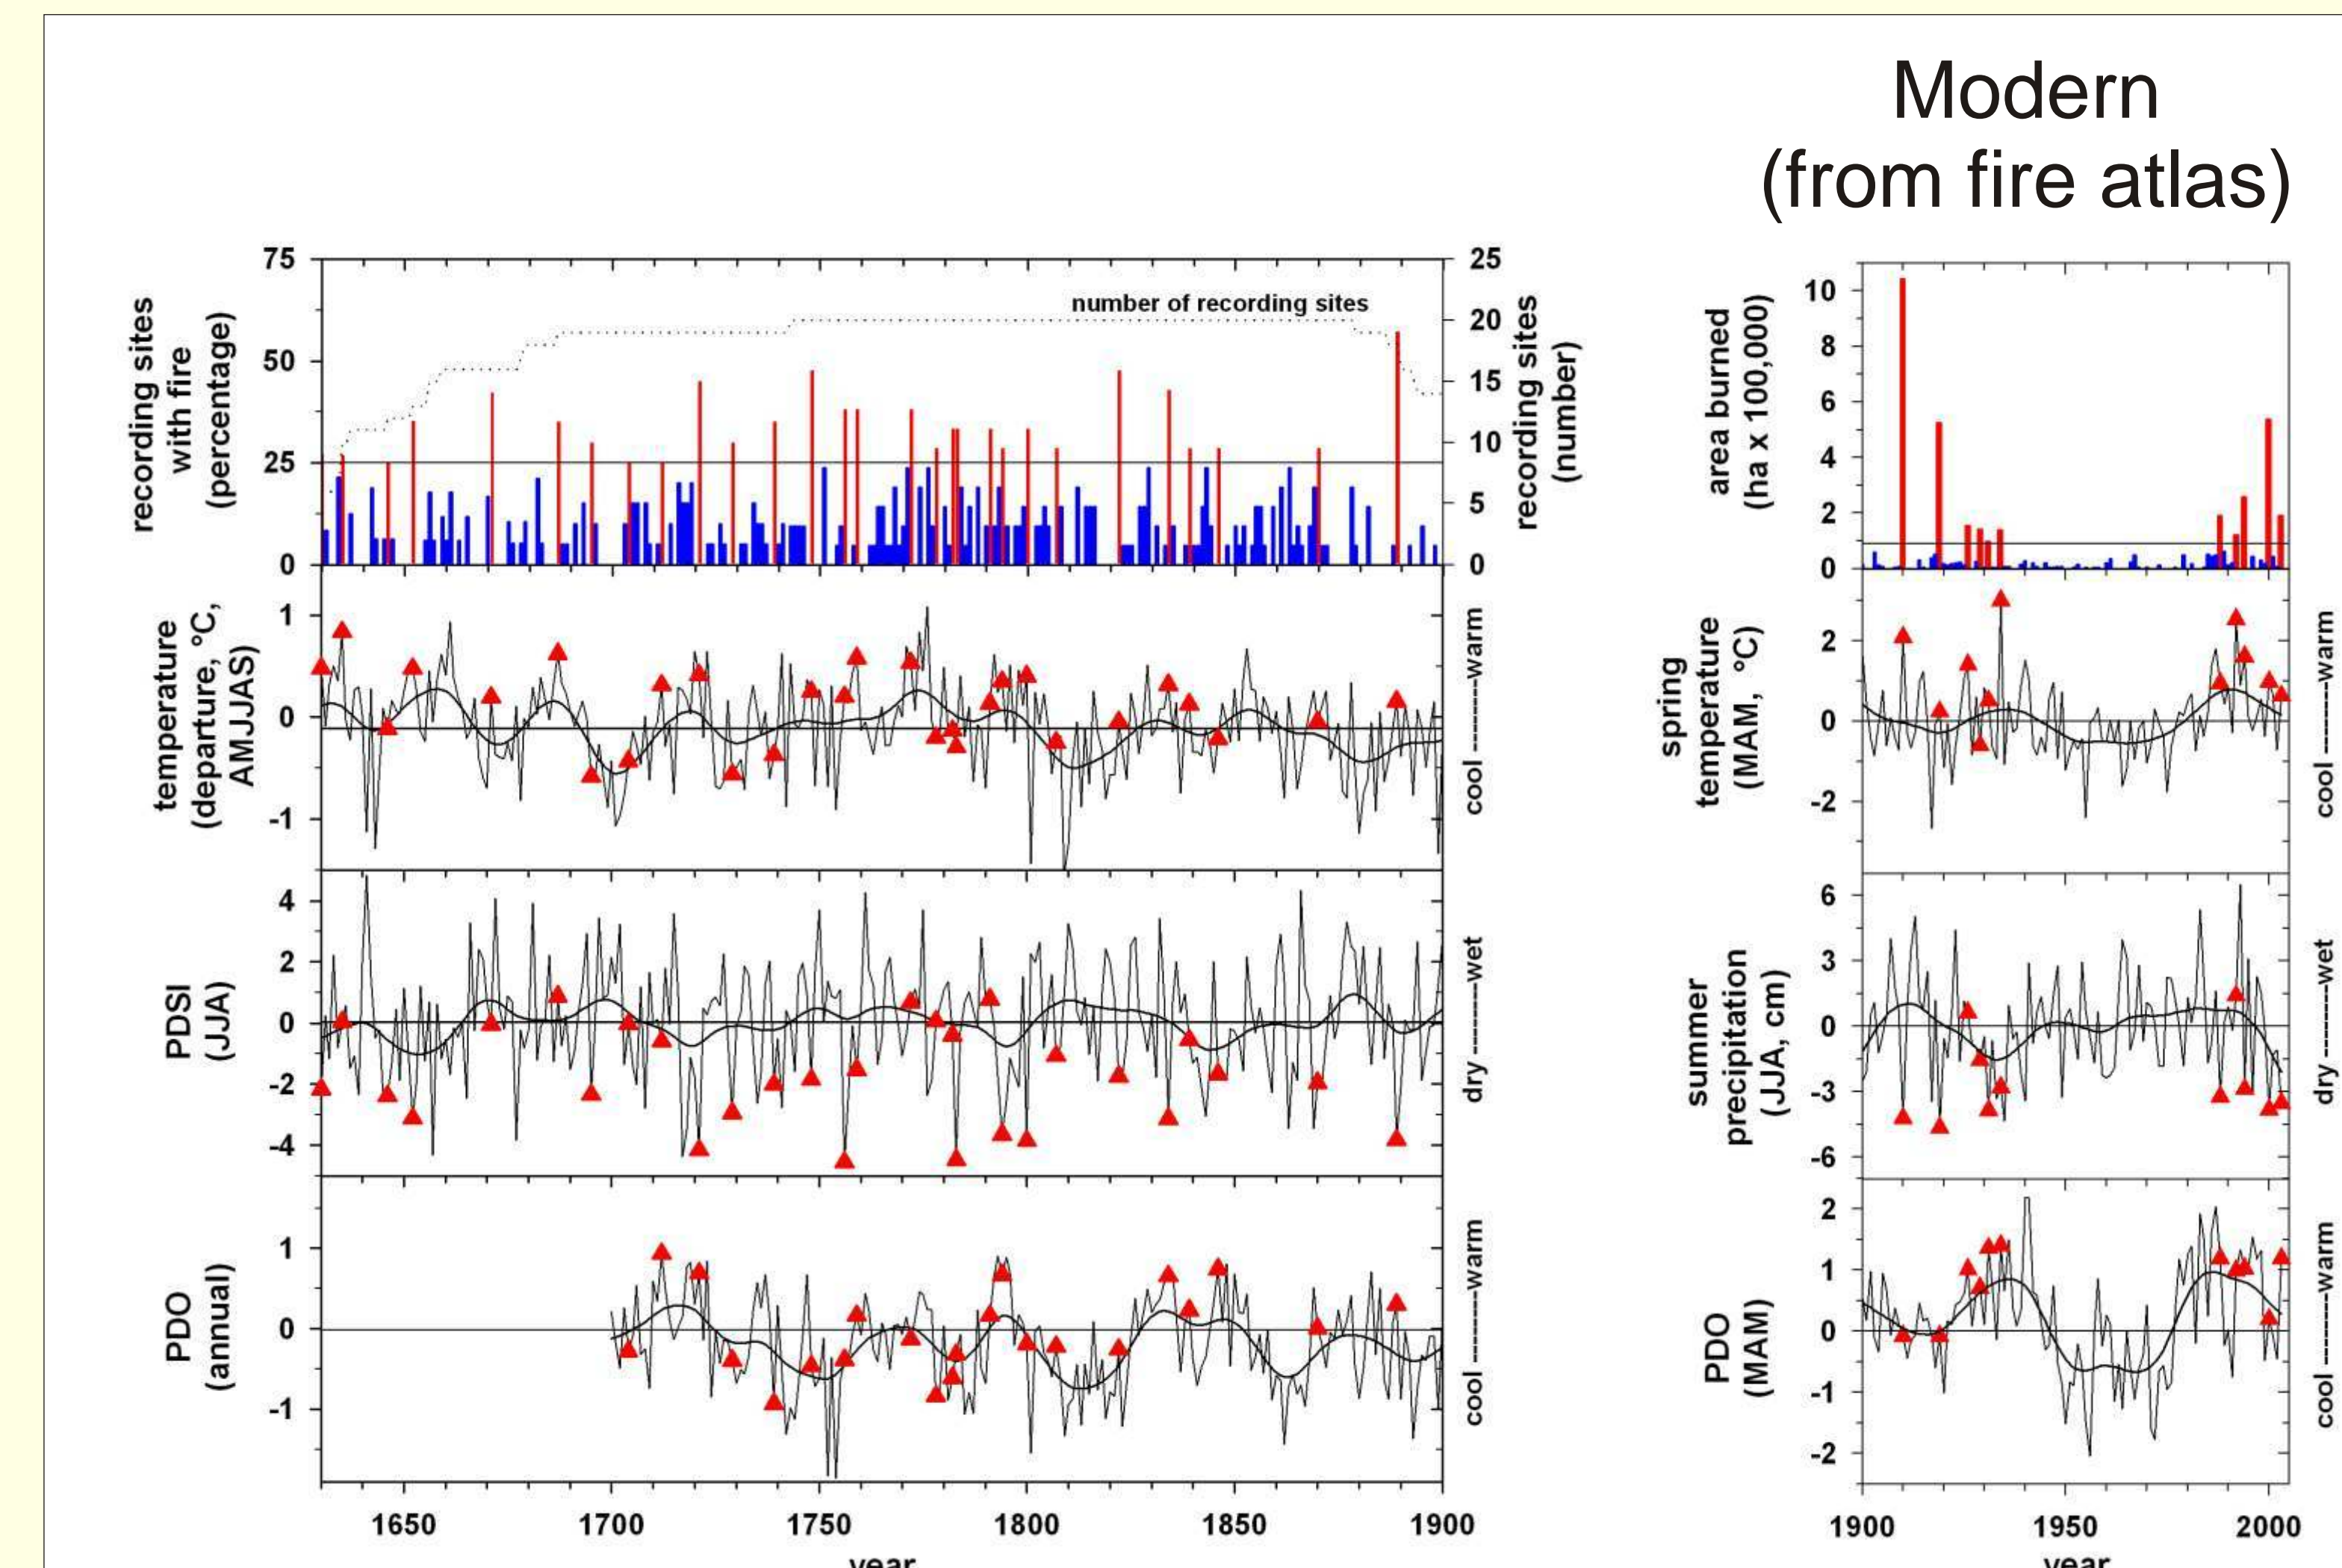 Modern
(from fire atlas)
recording sites
with fire
(percentage)
75
50
25
0
number of recording sites
25
20
15
10
5
0
recording sites
(number)
temperature
(departure, °C,
AMJJAS)
1
0
-1
cool ----------warm
PDSI
(JJA)
4
2
0
-2
-4
dry ----------wet
PDO
(annual)
1
0
-1
cool ----------warm
1650
1700
1750
1800
1850
1900
year
area burned
(ha x 100,000)
10
8
6
4
2
0
spring
temperature
(MAM, °C)
2
0
-2
cool ----------warm
summer
precipitation
(JJA, cm)
6
3
0
-3
-6
dry ----------wet
PDO
(MAM)
2
1
0
-1
-2
cool ----------warm
1900
1950
2000
year